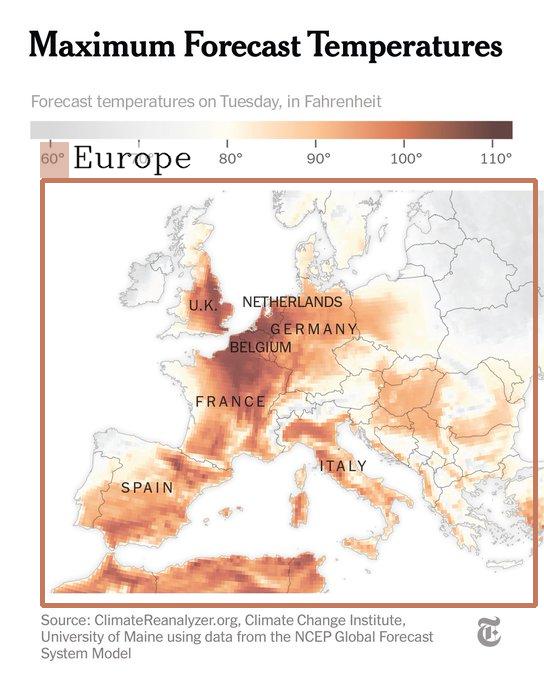 Maximum Forecast Temperatures
Forecast temperatures on Tuesday, in Fahrenheit
60° 70° 80° 90° 100° 110°
Europe
U.K.
NETHERLANDS
GERMANY
BELGIUM
FRANCE
ITALY
SPAIN
Source: ClimateReanalyzer.org, Climate Change Institute,
University of Maine using data from the NCEP Global Forecast
System Model
T